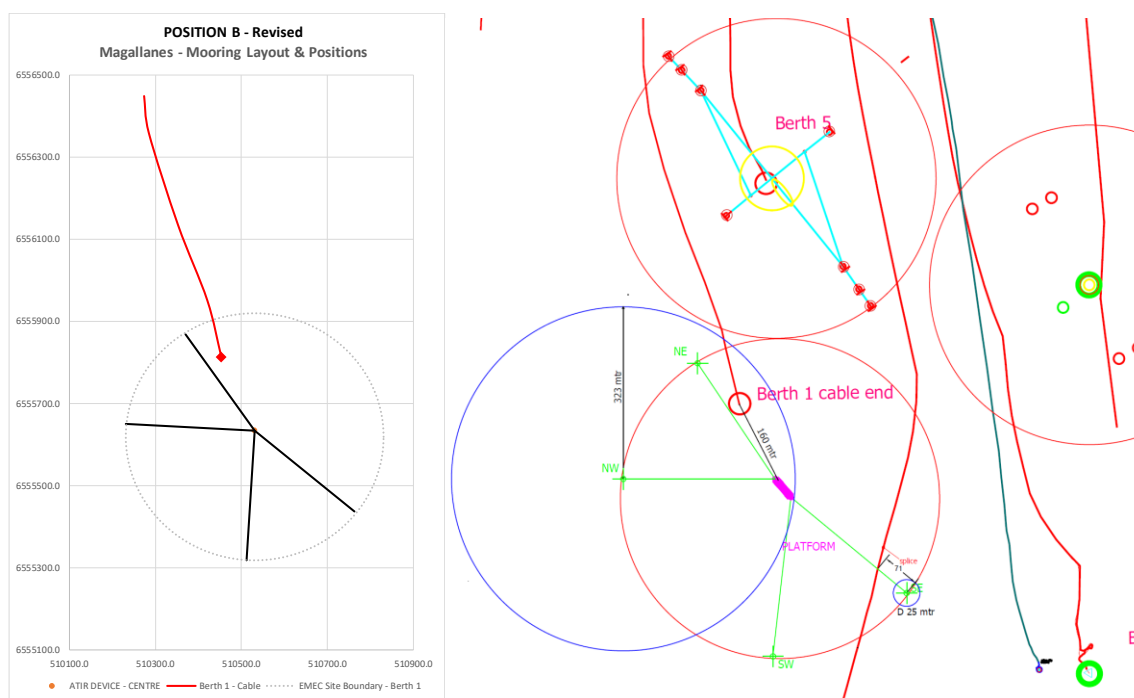 POSITION B - Revised
Magallanes - Mooring Layout & Positions
6556500.0
6556300.0
6556100.0
6555900.0
6555700.0
6555500.0
6555300.0
6555100.0
510100.0 510300.0 510500.0 510700.0 510900.0
ATIR DEVICE - CENTRE Berth 1 - Cable EMEC Site Boundary - Berth 1
Berth 5
NE
323 mtr
Berth 1 cable end
160 mtr
NW
PLATFORM
splice
71
D 25 mtr
SW